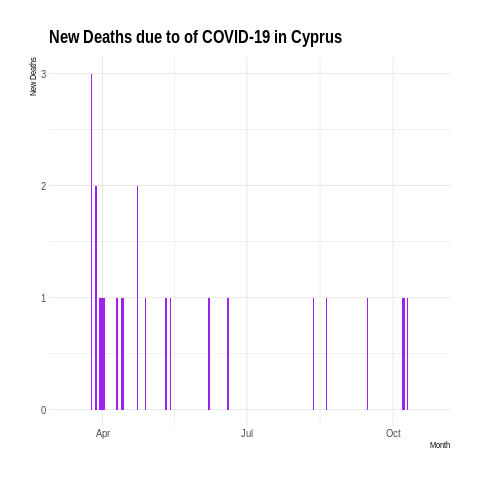 New Deaths due to of COVID-19 in Cyprus
New Deaths
3
2
1
0
Apr
Jul
Oct
Month